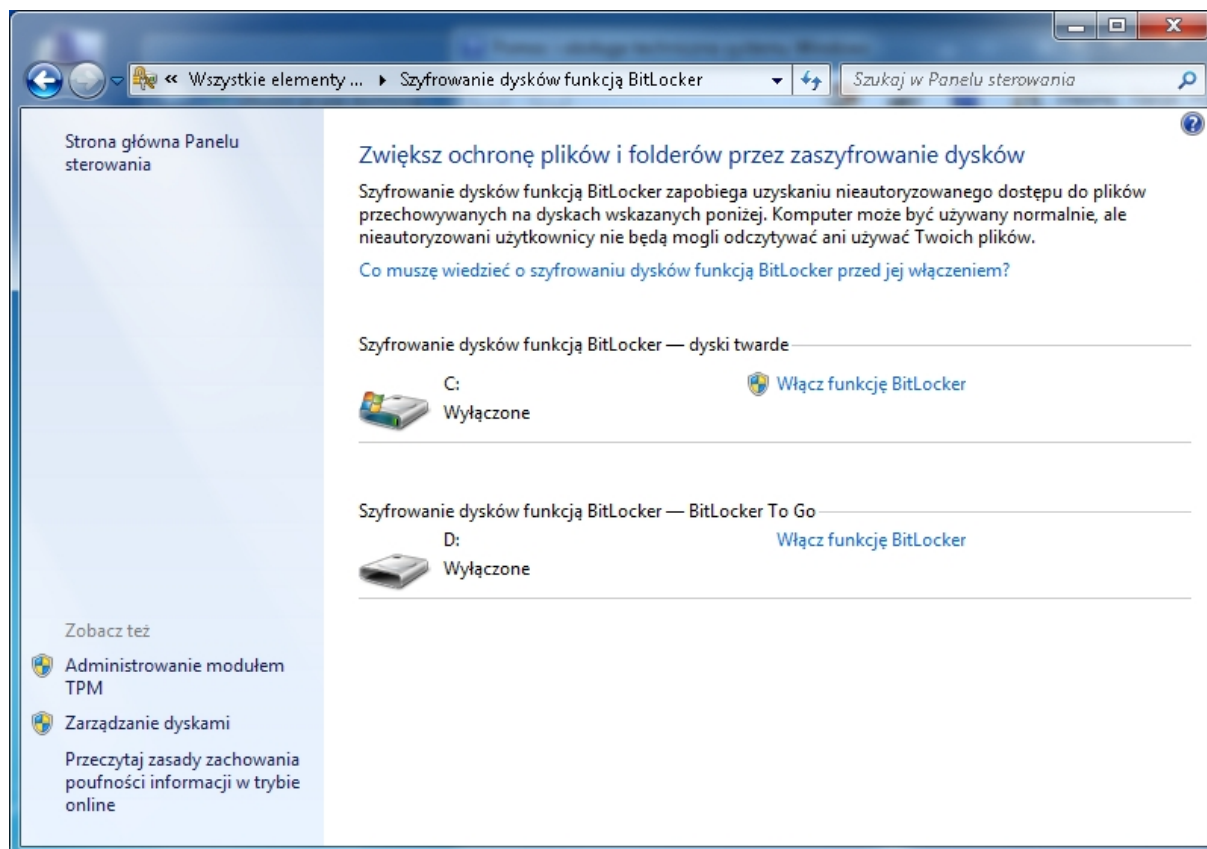 « Wszystkie elementy ... ▸ Szyfrowanie dysków funkcją BitLocker
Szukaj w Panelu sterowania
Strona główna Panelu
sterowania
Zwiększ ochronę plików i folderów przez zaszyfrowanie dysków
Szyfrowanie dysków funkcją BitLocker zapobiega uzyskaniu nieautoryzowanego dostępu do plików
przechowywanych na dyskach wskazanych poniżej. Komputer może być używany normalnie, ale
nieautoryzowani użytkownicy nie będą mogli odczytywać ani używać Twoich plików.
Co muszę wiedzieć o szyfrowaniu dysków funkcją BitLocker przed jej włączeniem?
Szyfrowanie dysków funkcją BitLocker — dyski twarde
C:
Włącz funkcję BitLocker
Wyłączone
Szyfrowanie dysków funkcją BitLocker — BitLocker To Go
D:
Włącz funkcję BitLocker
Wyłączone
Zobacz też
Administrowanie modułem
TPM
Zarządzanie dyskami
Przeczytaj zasady zachowania
poufności informacji w trybie
online